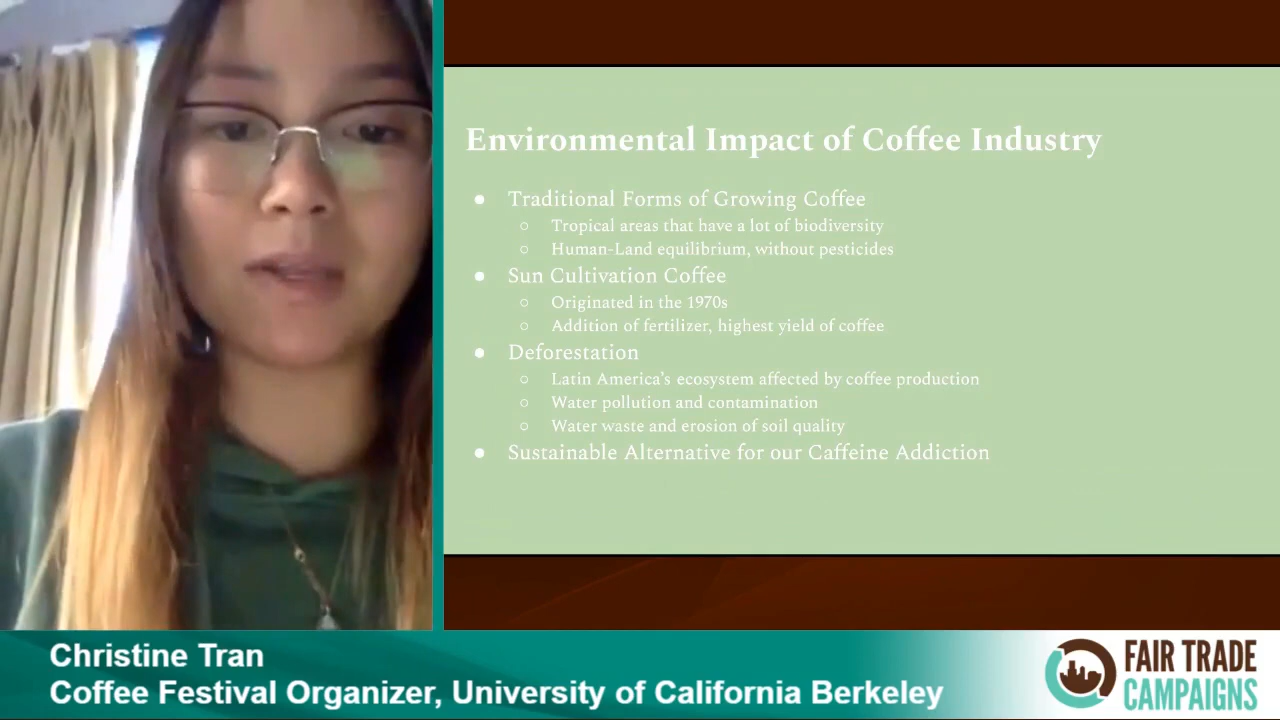 Environmental Impact of Coffee Industry
● Traditional Forms of Growing Coffee
○ Tropical areas that have a lot of biodiversity
○ Human-Land equilibrium, without pesticides
● Sun Cultivation Coffee
○ Originated in the 1970s
○ Addition of fertilizer, highest yield of coffee
● Deforestation
○ Latin America's ecosystem affected by coffee production
○ Water pollution and contamination
○ Water waste and erosion of soil quality
● Sustainable Alternative for our Caffeine Addiction
Christine Tran
Coffee Festival Organizer, University of California Berkeley
FAIR TRADE
CAMPAIGNS